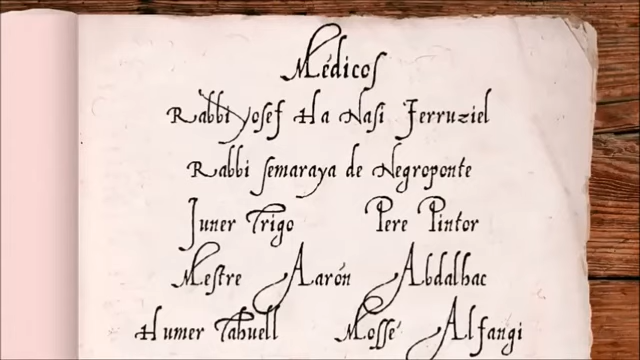 Médicos
Rabbi Yosef Ha Nasi Ferruziel
Rabbi Semaraya de Negroponte
Juner Trigo Pere Pintor
Mestre Aarón Abdalhac
Humer Tahuell Mossé Alfangi